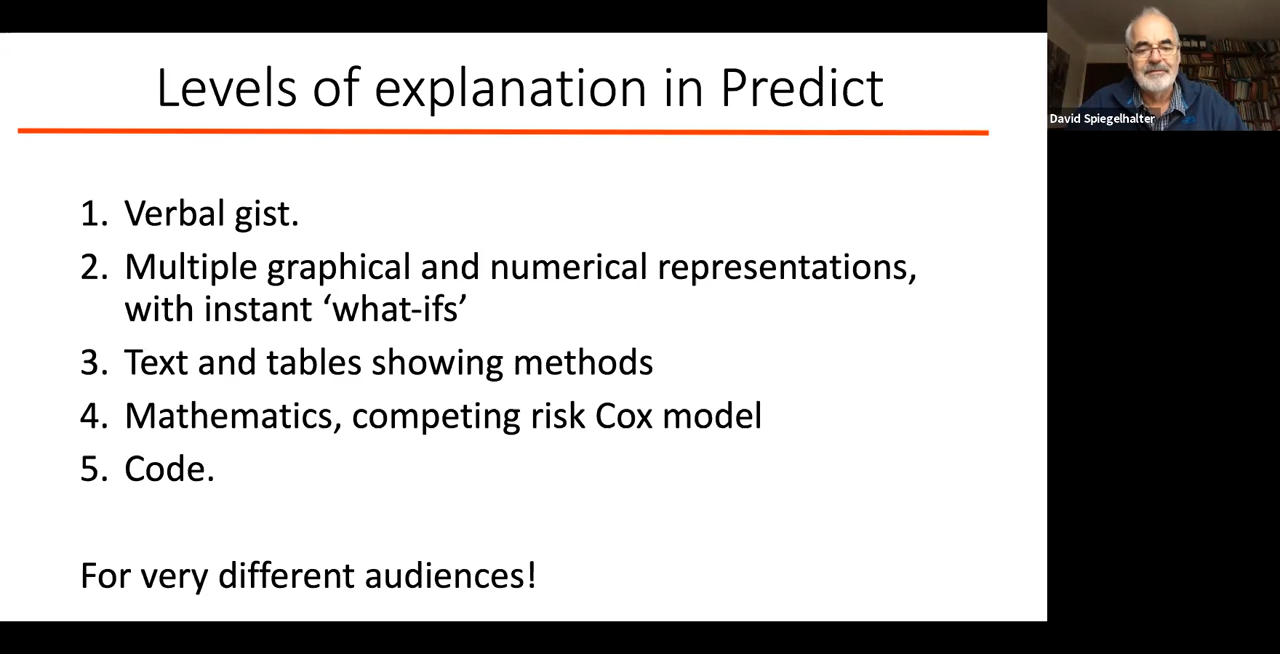 Levels of explanation in Predict
David Spiegelhalter
1. Verbal gist.
2. Multiple graphical and numerical representations,
with instant ‘what-ifs’
3. Text and tables showing methods
4. Mathematics, competing risk Cox model
5. Code.
For very different audiences!